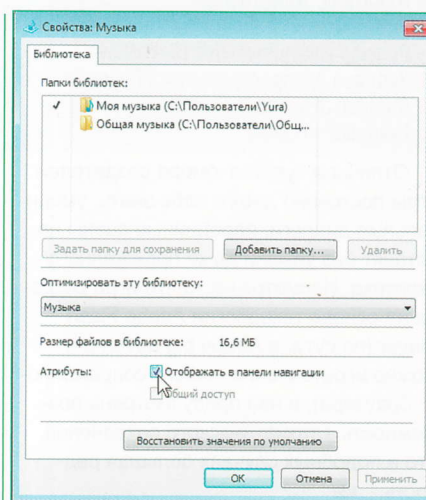 Свойства: Музыка
Библиотека
Папки библиотек:
Моя музыка (C:\Пользователи\Yura)
Общая музыка (C:\Пользователи\Общ...
Задать папку для сохранения Добавить папку... Удалить
Оптимизировать эту библиотеку:
Музыка
Размер файлов в библиотеке: 16,6 МБ
Атрибуты: Отображать в панели навигации
Общий доступ
Восстановить значения по умолчанию
ОК Отмена Применить